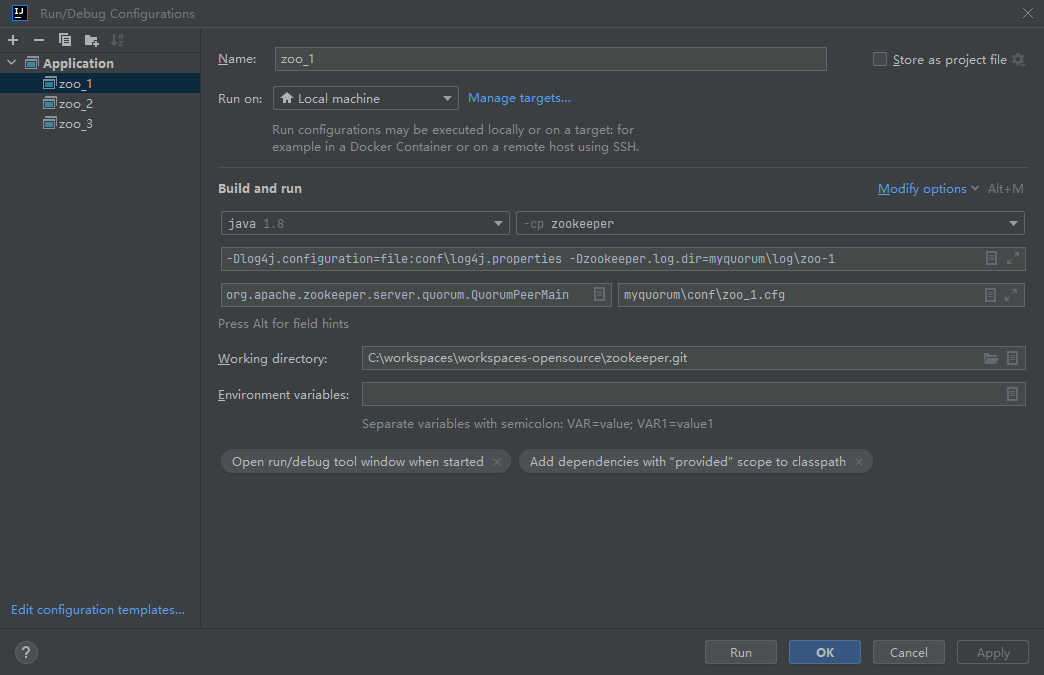 Run/Debug Configurations
Application
zoo_1
zoo_2
zoo_3
Edit configuration templates...
Name: zoo_1 Store as project file
Run on: Local machine Manage targets...
Run configurations may be executed locally or on a target: for
example in a Docker Container or on a remote host using SSH.
Build and run Modify options Alt+M
java 1.8 -cp zookeeper
-Dlog4j.configuration=file:conf\log4j.properties -Dzookeeper.log.dir=myquorum\log\zoo-1
org.apache.zookeeper.server.quorum.QuorumPeerMain myquorum\conf\zoo_1.cfg
Press Alt for field hints
Working directory: C:\workspaces\workspaces-opensource\zookeeper.git
Environment variables:
Separate variables with semicolon: VAR=value; VAR1=value1
Open run/debug tool window when started × Add dependencies with “provided” scope to classpath ×
? Run OK Cancel Apply